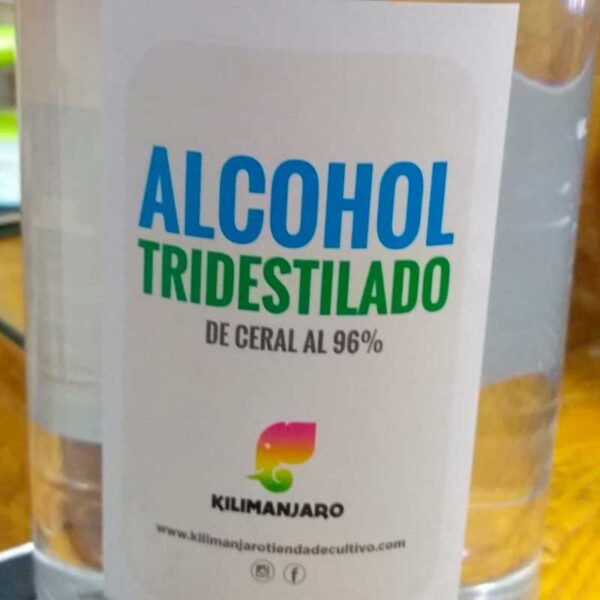 ALCOHOL
TRIDESTILADO
DE CERAL AL 96%
KILIMANJARO
www.kilimanjarotiendadecultivo.com